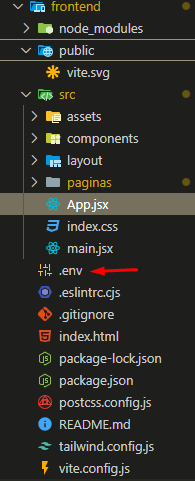 frontend
node_modules
public
vite.svg
src
assets
components
layout
paginas
App.jsx
index.css
main.jsx
.env
.eslintrc.cjs
.gitignore
index.html
package-lock.json
package.json
postcss.config.js
README.md
tailwind.config.js
vite.config.js